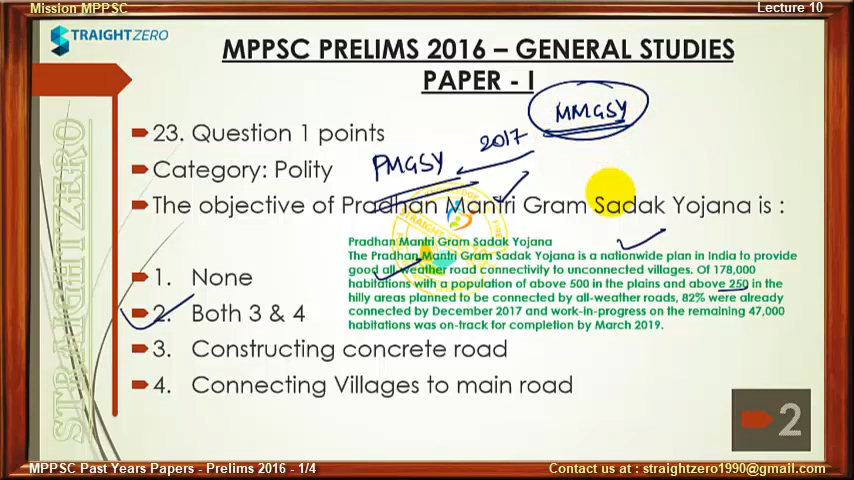 Mission MPPSC
Lecture 10
STRAIGHTZERO
MPPSC PRELIMS 2016 – GENERAL STUDIES
PAPER - I
MMGSY
2017
PMGSY
23. Question 1 points
Category: Polity
The objective of Pradhan Mantri Gram Sadak Yojana is :
Pradhan Mantri Gram Sadak Yojana
The Pradhan Mantri Gram Sadak Yojana is a nationwide plan in India to provide
good all-weather road connectivity to unconnected villages. Of 178,000
habitations with a population of above 500 in the plains and above 250 in the
hilly areas planned to be connected by all-weather roads, 82% were already
connected by December 2017 and work-in-progress on the remaining 47,000
habitations was on-track for completion by March 2019.
1. None
2. Both 3 & 4
3. Constructing concrete road
4. Connecting Villages to main road
STRAIGHTZERO
2
MPPSC Past Years Papers - Prelims 2016 - 1/4
Contact us at : straightzero1990@gmail.com